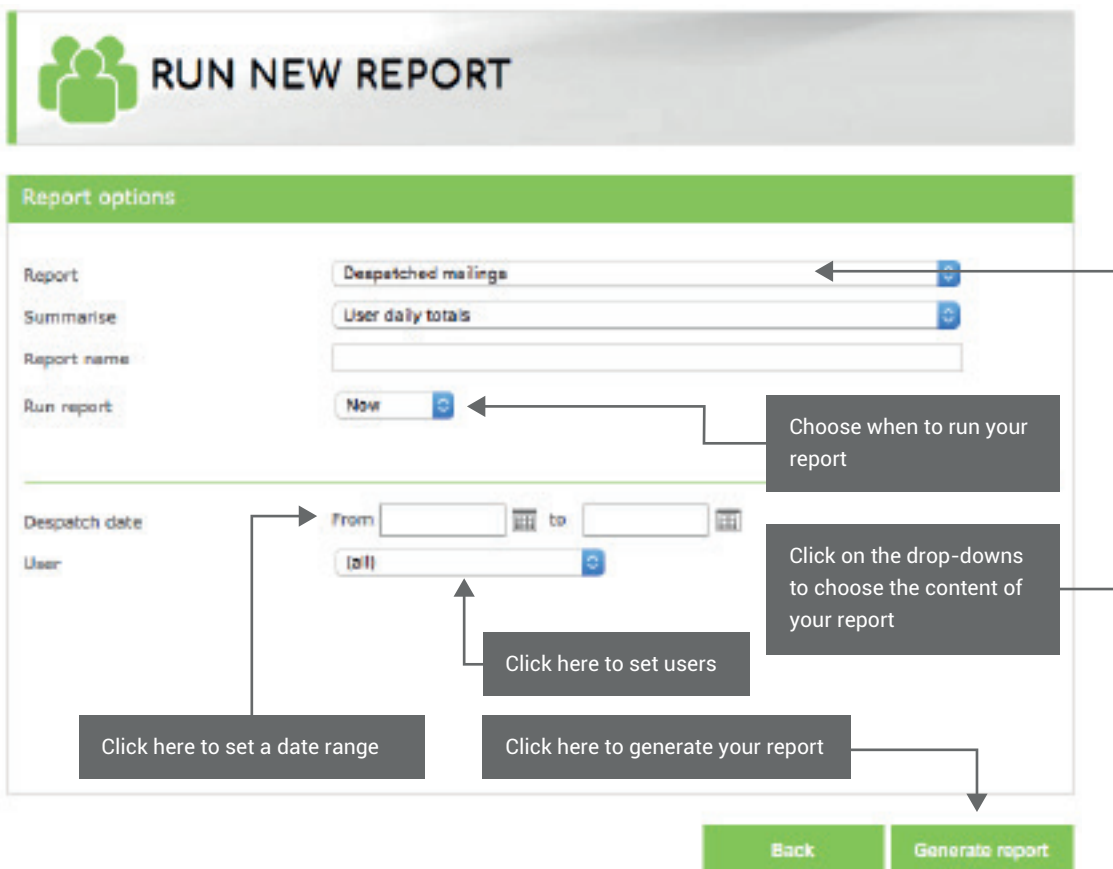 RUN NEW REPORT
Report options
Report
Despatched mailings
Summarise
User daily totals
Report name
Run report
Now
Choose when to run your
report
Despatch date
From
to
User
(all)
Click on the drop-downs
to choose the content of
your report
Click here to set users
Click here to set a date range
Click here to generate your report
Back
Generate report